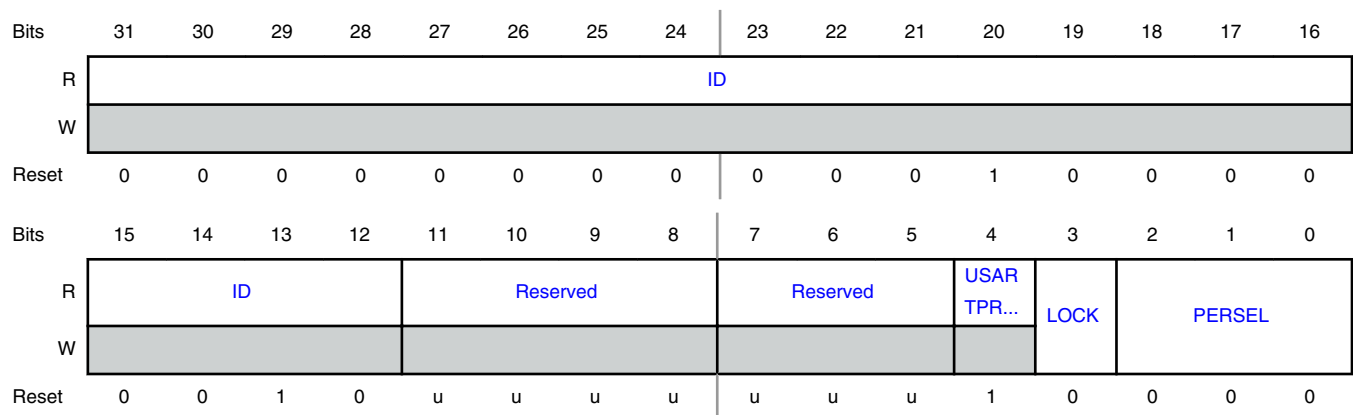 Bits 31 30 29 28 27 26 25 24 23 22 21 20 19 18 17 16
R ID
W
Reset 0 0 0 0 0 0 0 0 0 0 0 1 0 0 0 0
Bits 15 14 13 12 11 10 9 8 7 6 5 4 3 2 1 0
R ID Reserved Reserved USAR TPR... LOCK PERSEL
W
Reset 0 0 1 0 u u u u u u u 1 0 0 0 0